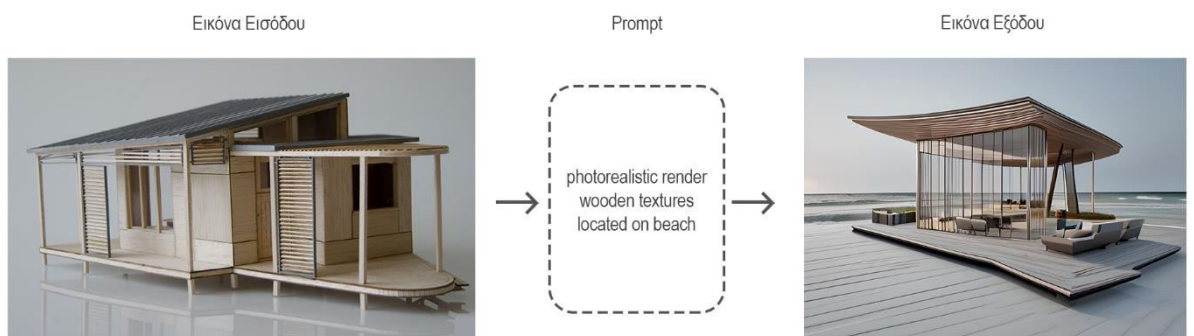 Εικόνα Εισόδου
Prompt
Εικόνα Εξόδου
photorealistic render
wooden textures
located on beach